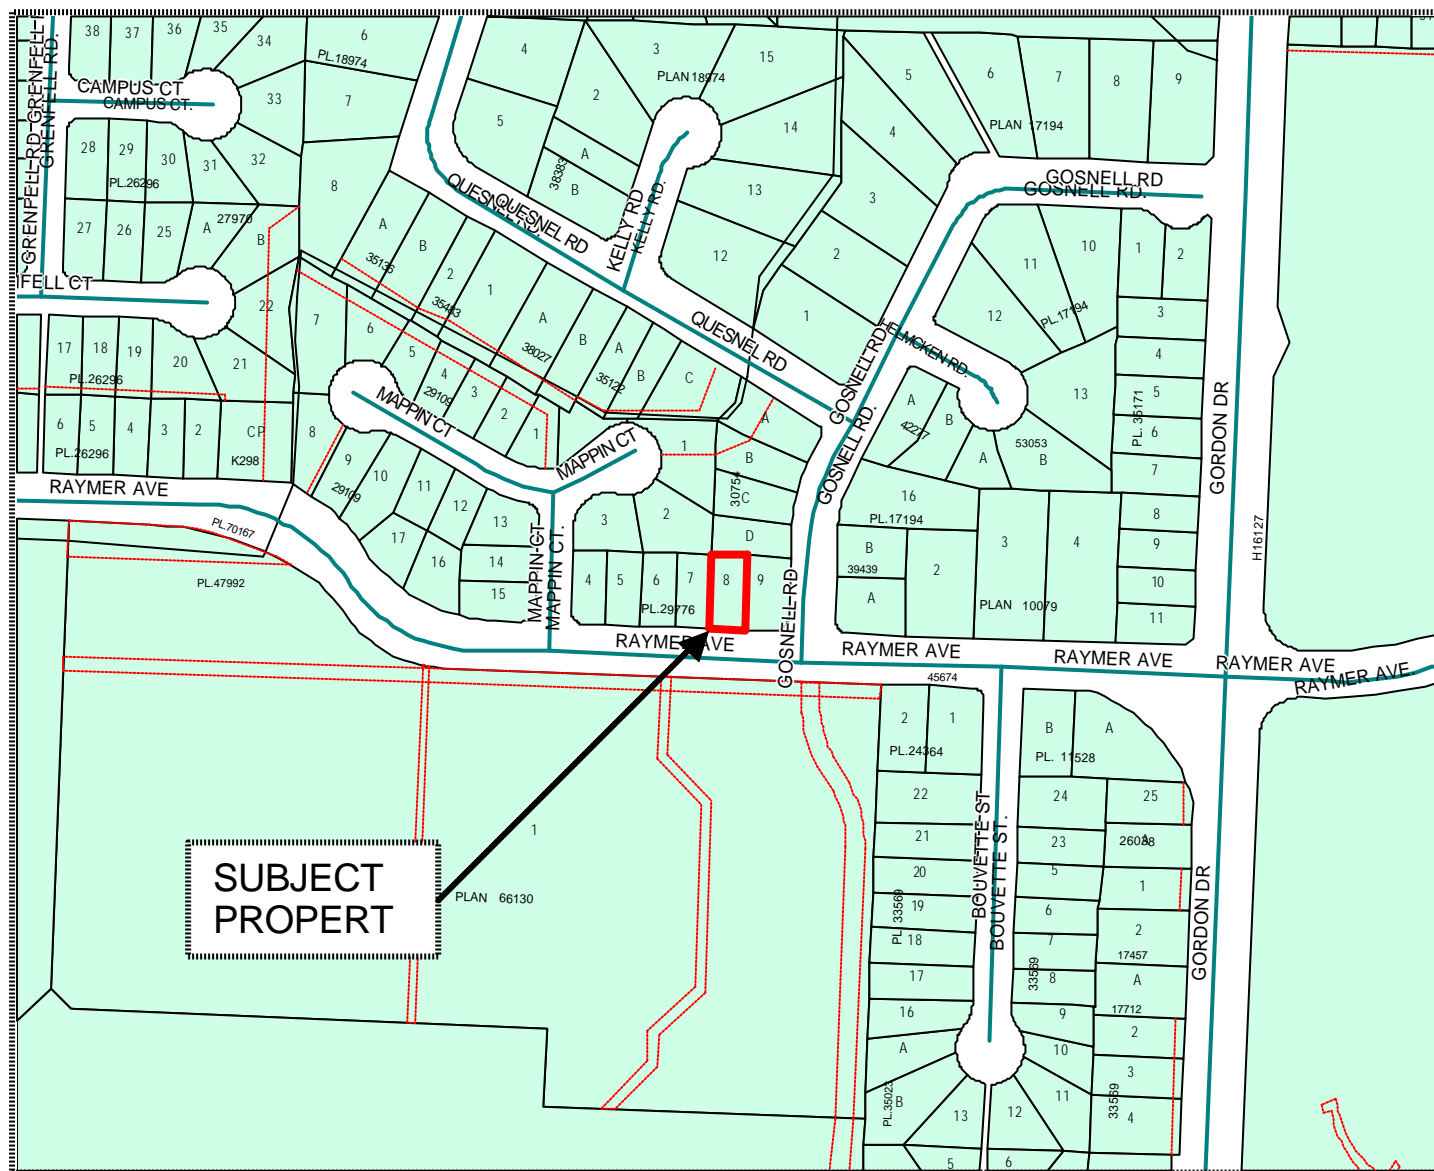 38
37
36
35
34
6
PL.18974
33
7
CAMPUS CT
CAMPUS CT.
GRENFELL RD
GRENFELL RD.
28
29
30
31
32
PL.26296
27
26
25
A
27970
B
8
4
3
15
PLAN 18974
2
5
14
A
B
38383
13
12
5
4
3
2
1
6
7
8
9
PLAN 17194
GOSNELL RD
GOSNELL RD.
QUESNEL RD
QUESNEL RD.
KELLY RD
KELLY RD.
A
B
2
1
35136
35483
A
B
38027
A
B
C
35122
QUESNEL RD
10
11
12
PL.17194
1
2
3
4
5
6
7
PL. 35171
GORDON DR
HELMCKEN RD.
13
GOSNELL RD
GOSNELL RD.
A
B
42277
A
B
53053
22
17
18
19
20
21
PL.26296
6
5
4
3
2
CP
K298
PL.26296
7
6
5
4
3
2
1
29109
MAPPIN CT
MAPPIN CT
8
9
10
11
12
13
29109
17
16
14
15
MAPPIN CT
MAPPIN CT.
1
2
3
A
B
C
D
30754
4
5
6
7
8
9
PL.29776
RAYMER AVE
PL.70167
PL.47992
RAYMER AVE
GOSNELL RD
16
PL.17194
B
39439
A
2
3
4
PLAN 10079
8
9
10
11
H16127
RAYMER AVE
RAYMER AVE
RAYMER AVE
RAYMER AVE.
45674
2
1
PL.24364
B
A
PL. 11528
22
21
20
19
18
17
16
PL. 33569
A
B
PL.35023
13
12
11
10
9
8
7
6
5
23
24
25
26038
A
1
2
17457
A
17712
2
3
4
33569
33569
5
6
BOUVETTE ST
BOUVETTE ST.
GORDON DR
1
PLAN 66130
SUBJECT
PROPERT